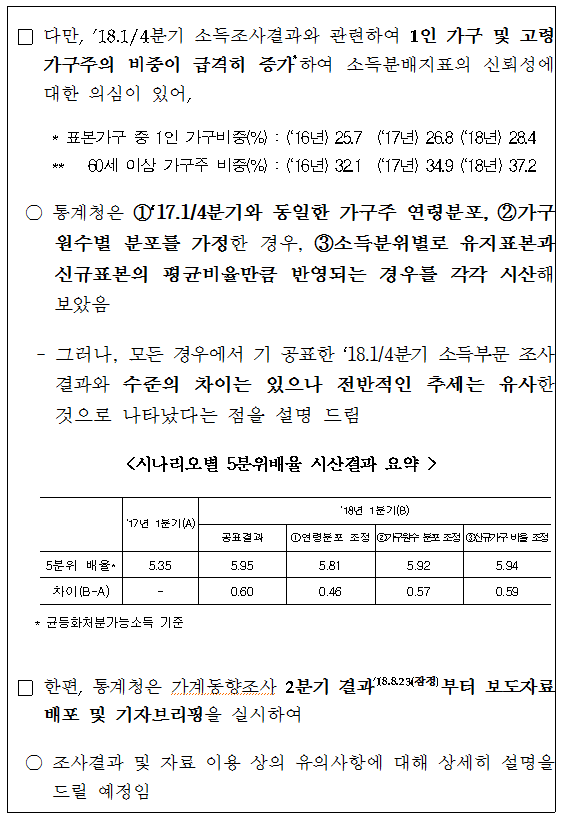 □ 다만, '18.1/4분기 소득조사결과와 관련하여 1인 가구 및 고령
가구주의 비중이 급격히 증가*하여 소득분배지표의 신뢰성에
대한 의심이 있어,
* 표본가구 중 1인 가구비중(%) : ('16년) 25.7 ('17년) 26.8 ('18년) 28.4
** 60세 이상 가구주 비중(%) : ('16년) 32.1 ('17년) 34.9 ('18년) 37.2
○ 통계청은 ①'17.1/4분기와 동일한 가구주 연령분포, ②가구
원수별 분포를 가정한 경우, ③소득분위별로 유지표본과
신규표본의 평균비율만큼 반영되는 경우를 각각 시산해
보았음
- 그러나, 모든 경우에서 기 공표한 '18.1/4분기 소득부문 조사
결과와 수준의 차이는 있으나 전반적인 추세는 유사한
것으로 나타났다는 점을 설명 드림
<시나리오별 5분위배율 시산결과 요약 >
'17년 1분기(A) '18년 1분기(B)
공표결과 ①연령분포 조정 ②가구원수 분포 조정 ③신규가구 비율 조정
5분위 배율* 5.35 5.95 5.81 5.92 5.94
차이(B-A) - 0.60 0.46 0.57 0.59
* 균등화처분가능소득 기준
□ 한편, 통계청은 가계동향조사 2분기 결과('18.8.23(잠정)부터 보도자료
배포 및 기자브리핑을 실시하여
○ 조사결과 및 자료 이용 상의 유의사항에 대해 상세히 설명을
드릴 예정임